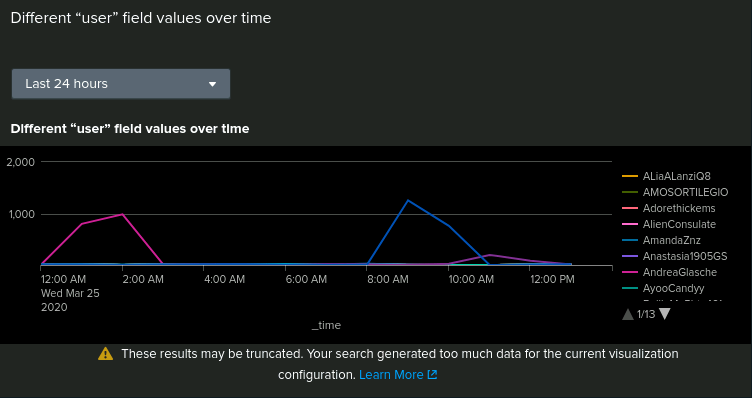 Different “user” field values over time
Last 24 hours
Different “user” field values over time
2,000
1,000
12:00 AM
Wed Mar 25
2020
2:00 AM
4:00 AM
6:00 AM
8:00 AM
10:00 AM
12:00 PM
_time
ALiaALanziQ8
AMOSORTILEGIO
Adorethickems
AlienConsulate
AmandaZnz
Anastasia1905GS
AndreaGlasche
AyooCandyy
1/13
These results may be truncated. Your search generated too much data for the current visualization
configuration. Learn More